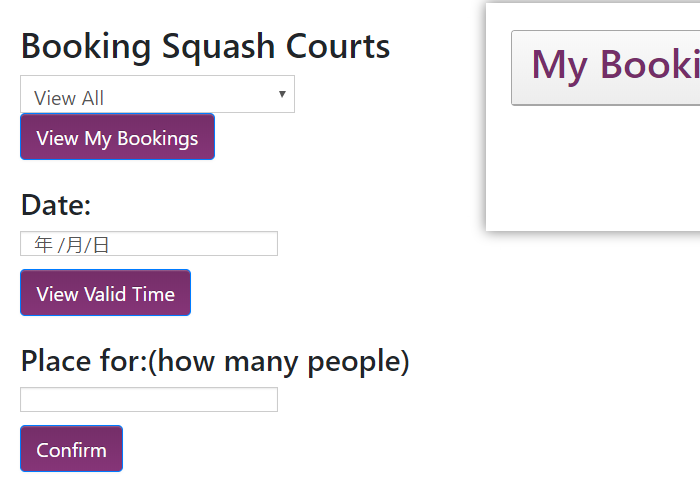 Booking Squash Courts
View All
View My Bookings
Date:
年 /月/日
View Valid Time
Place for:(how many people)
Confirm
My Booki